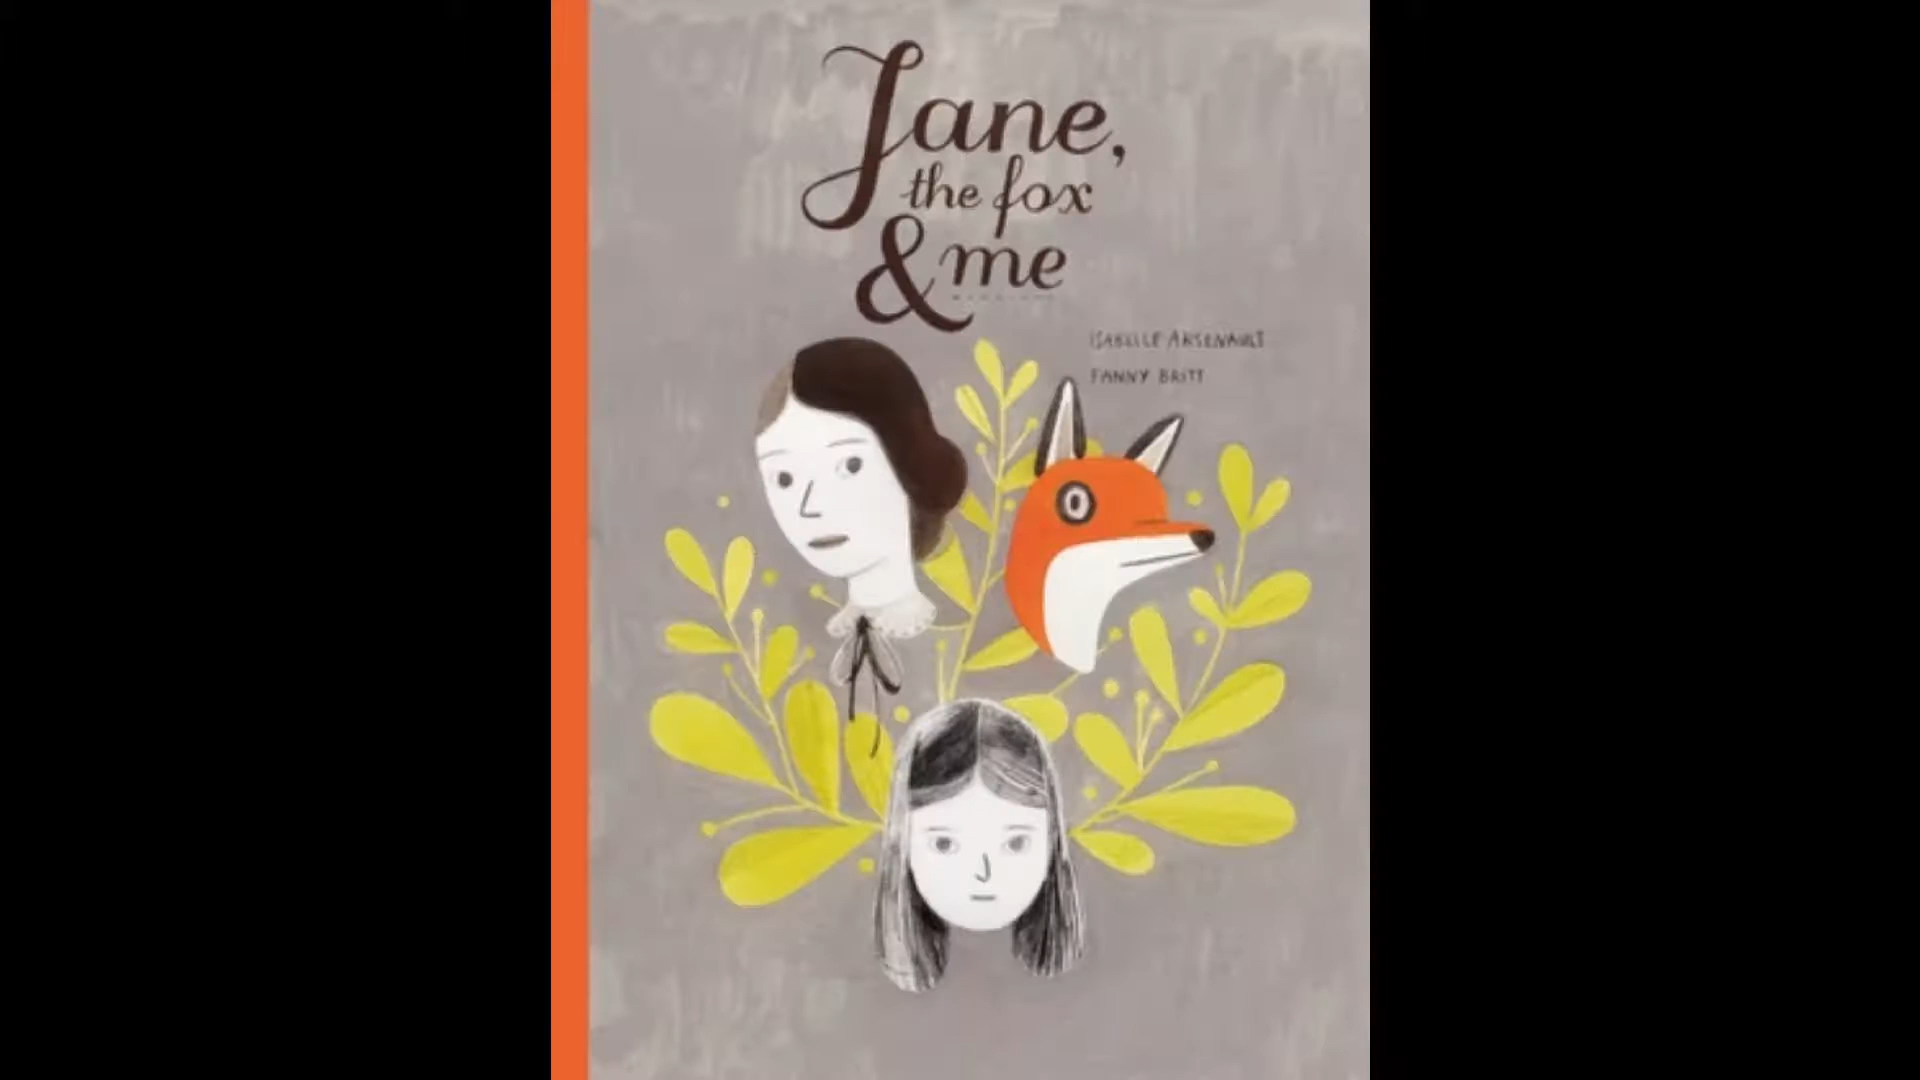 Jane,
the fox
& me
ISABELLE ARSENAULT
FANNY BRITT